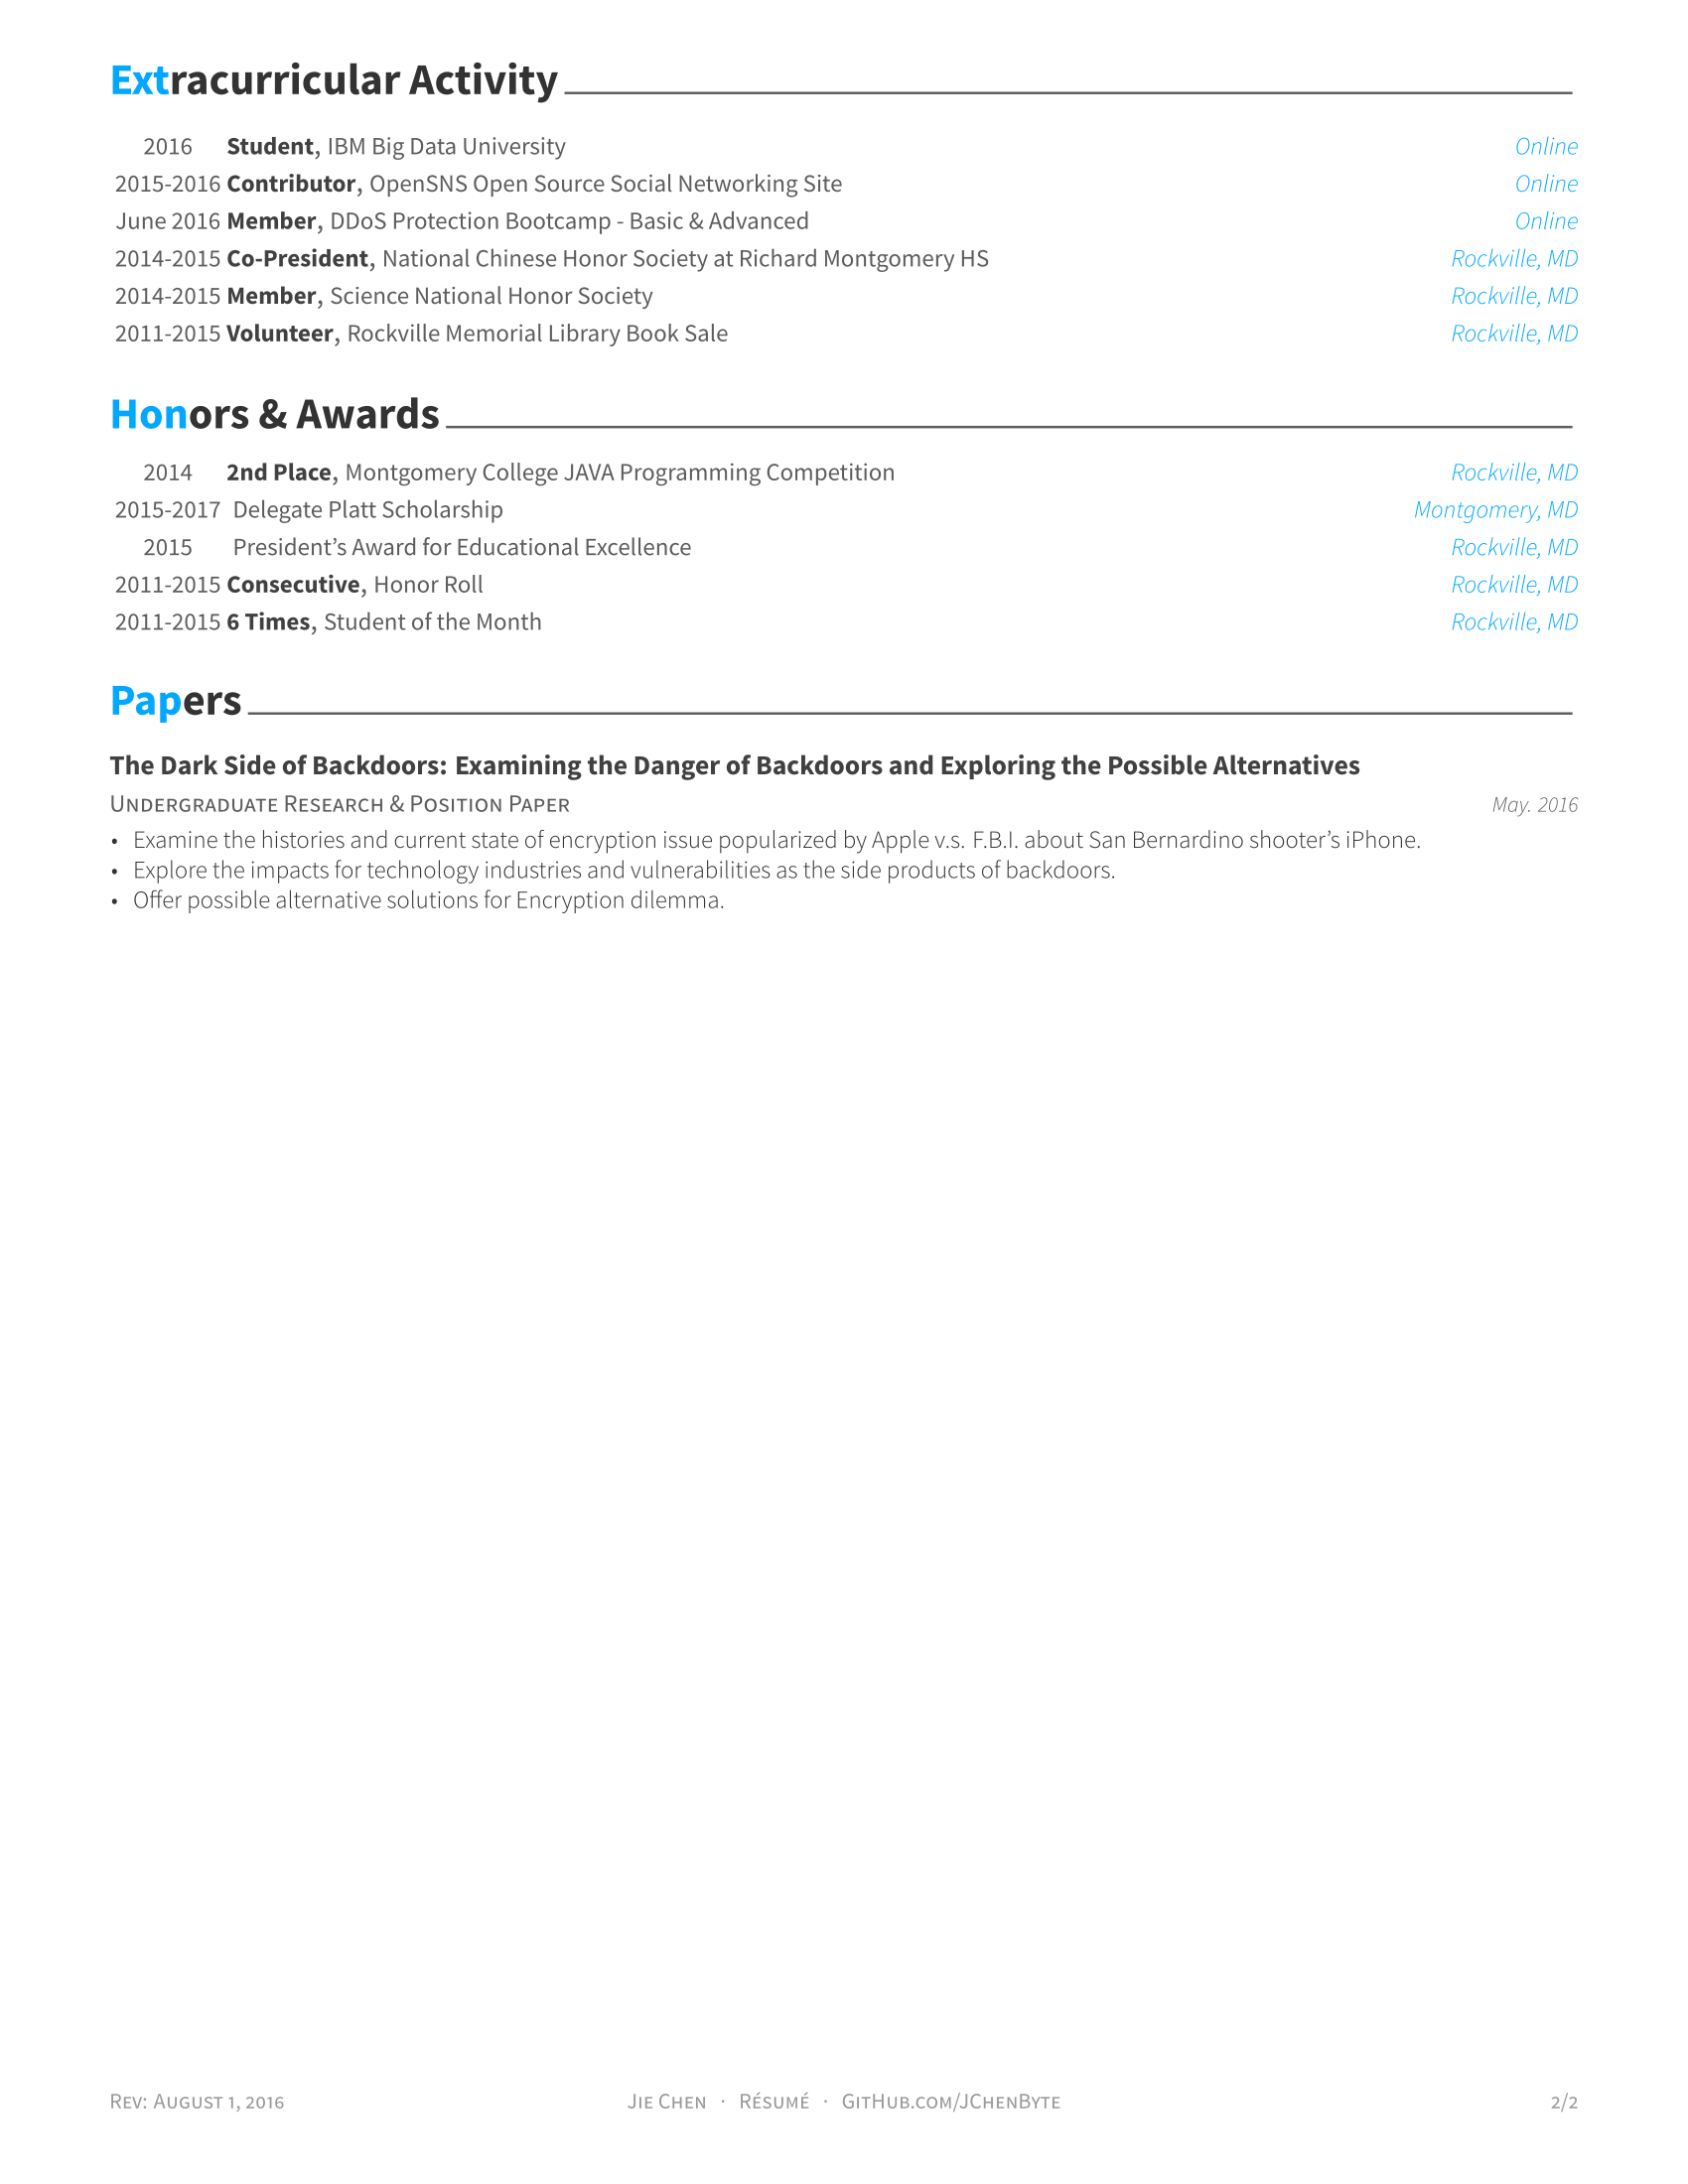 Extracurricular Activity
2016 Student, IBM Big Data University Online
2015-2016 Contributor, OpenSNS Open Source Social Networking Site Online
June 2016 Member, DDoS Protection Bootcamp - Basic & Advanced Online
2014-2015 Co-President, National Chinese Honor Society at Richard Montgomery HS Rockville, MD
2014-2015 Member, Science National Honor Society Rockville, MD
2011-2015 Volunteer, Rockville Memorial Library Book Sale Rockville, MD
Honors & Awards
2014 2nd Place, Montgomery College JAVA Programming Competition Rockville, MD
2015-2017 Delegate Platt Scholarship Montgomery, MD
2015 President’s Award for Educational Excellence Rockville, MD
2011-2015 Consecutive, Honor Roll Rockville, MD
2011-2015 6 Times, Student of the Month Rockville, MD
Papers
The Dark Side of Backdoors: Examining the Danger of Backdoors and Exploring the Possible Alternatives
Undergraduate Research & Position Paper May. 2016
• Examine the histories and current state of encryption issue popularized by Apple v.s. F.B.I. about San Bernardino shooter’s iPhone.
• Explore the impacts for technology industries and vulnerabilities as the side products of backdoors.
• Offer possible alternative solutions for Encryption dilemma.
Rev: August 1, 2016 Jie Chen · Résumé · GitHub.com/JChenByte 2/2